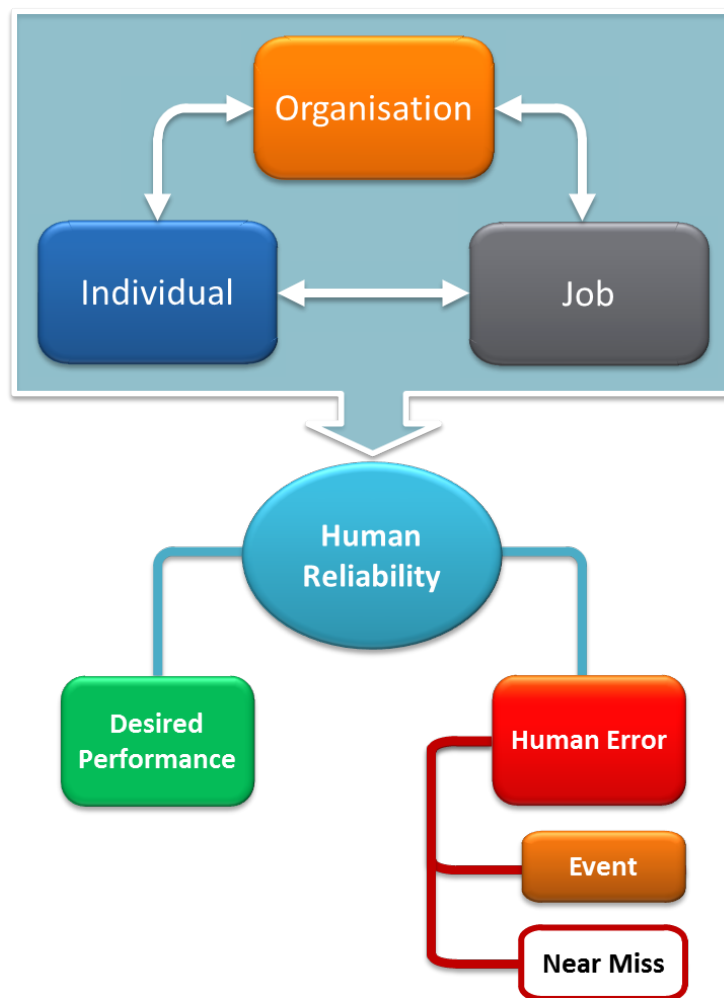 Organisation
Individual
Job
Human
Reliability
Desired
Performance
Human Error
Event
Near Miss